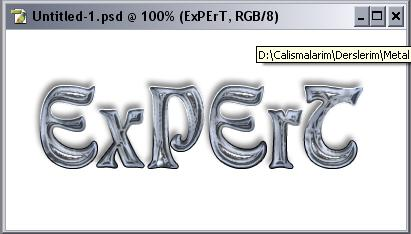 Untitled-1.psd @ 100% (ExPErT, RGB/8)
D:\Calismalarim\Derslerim\Metal
ExPErT